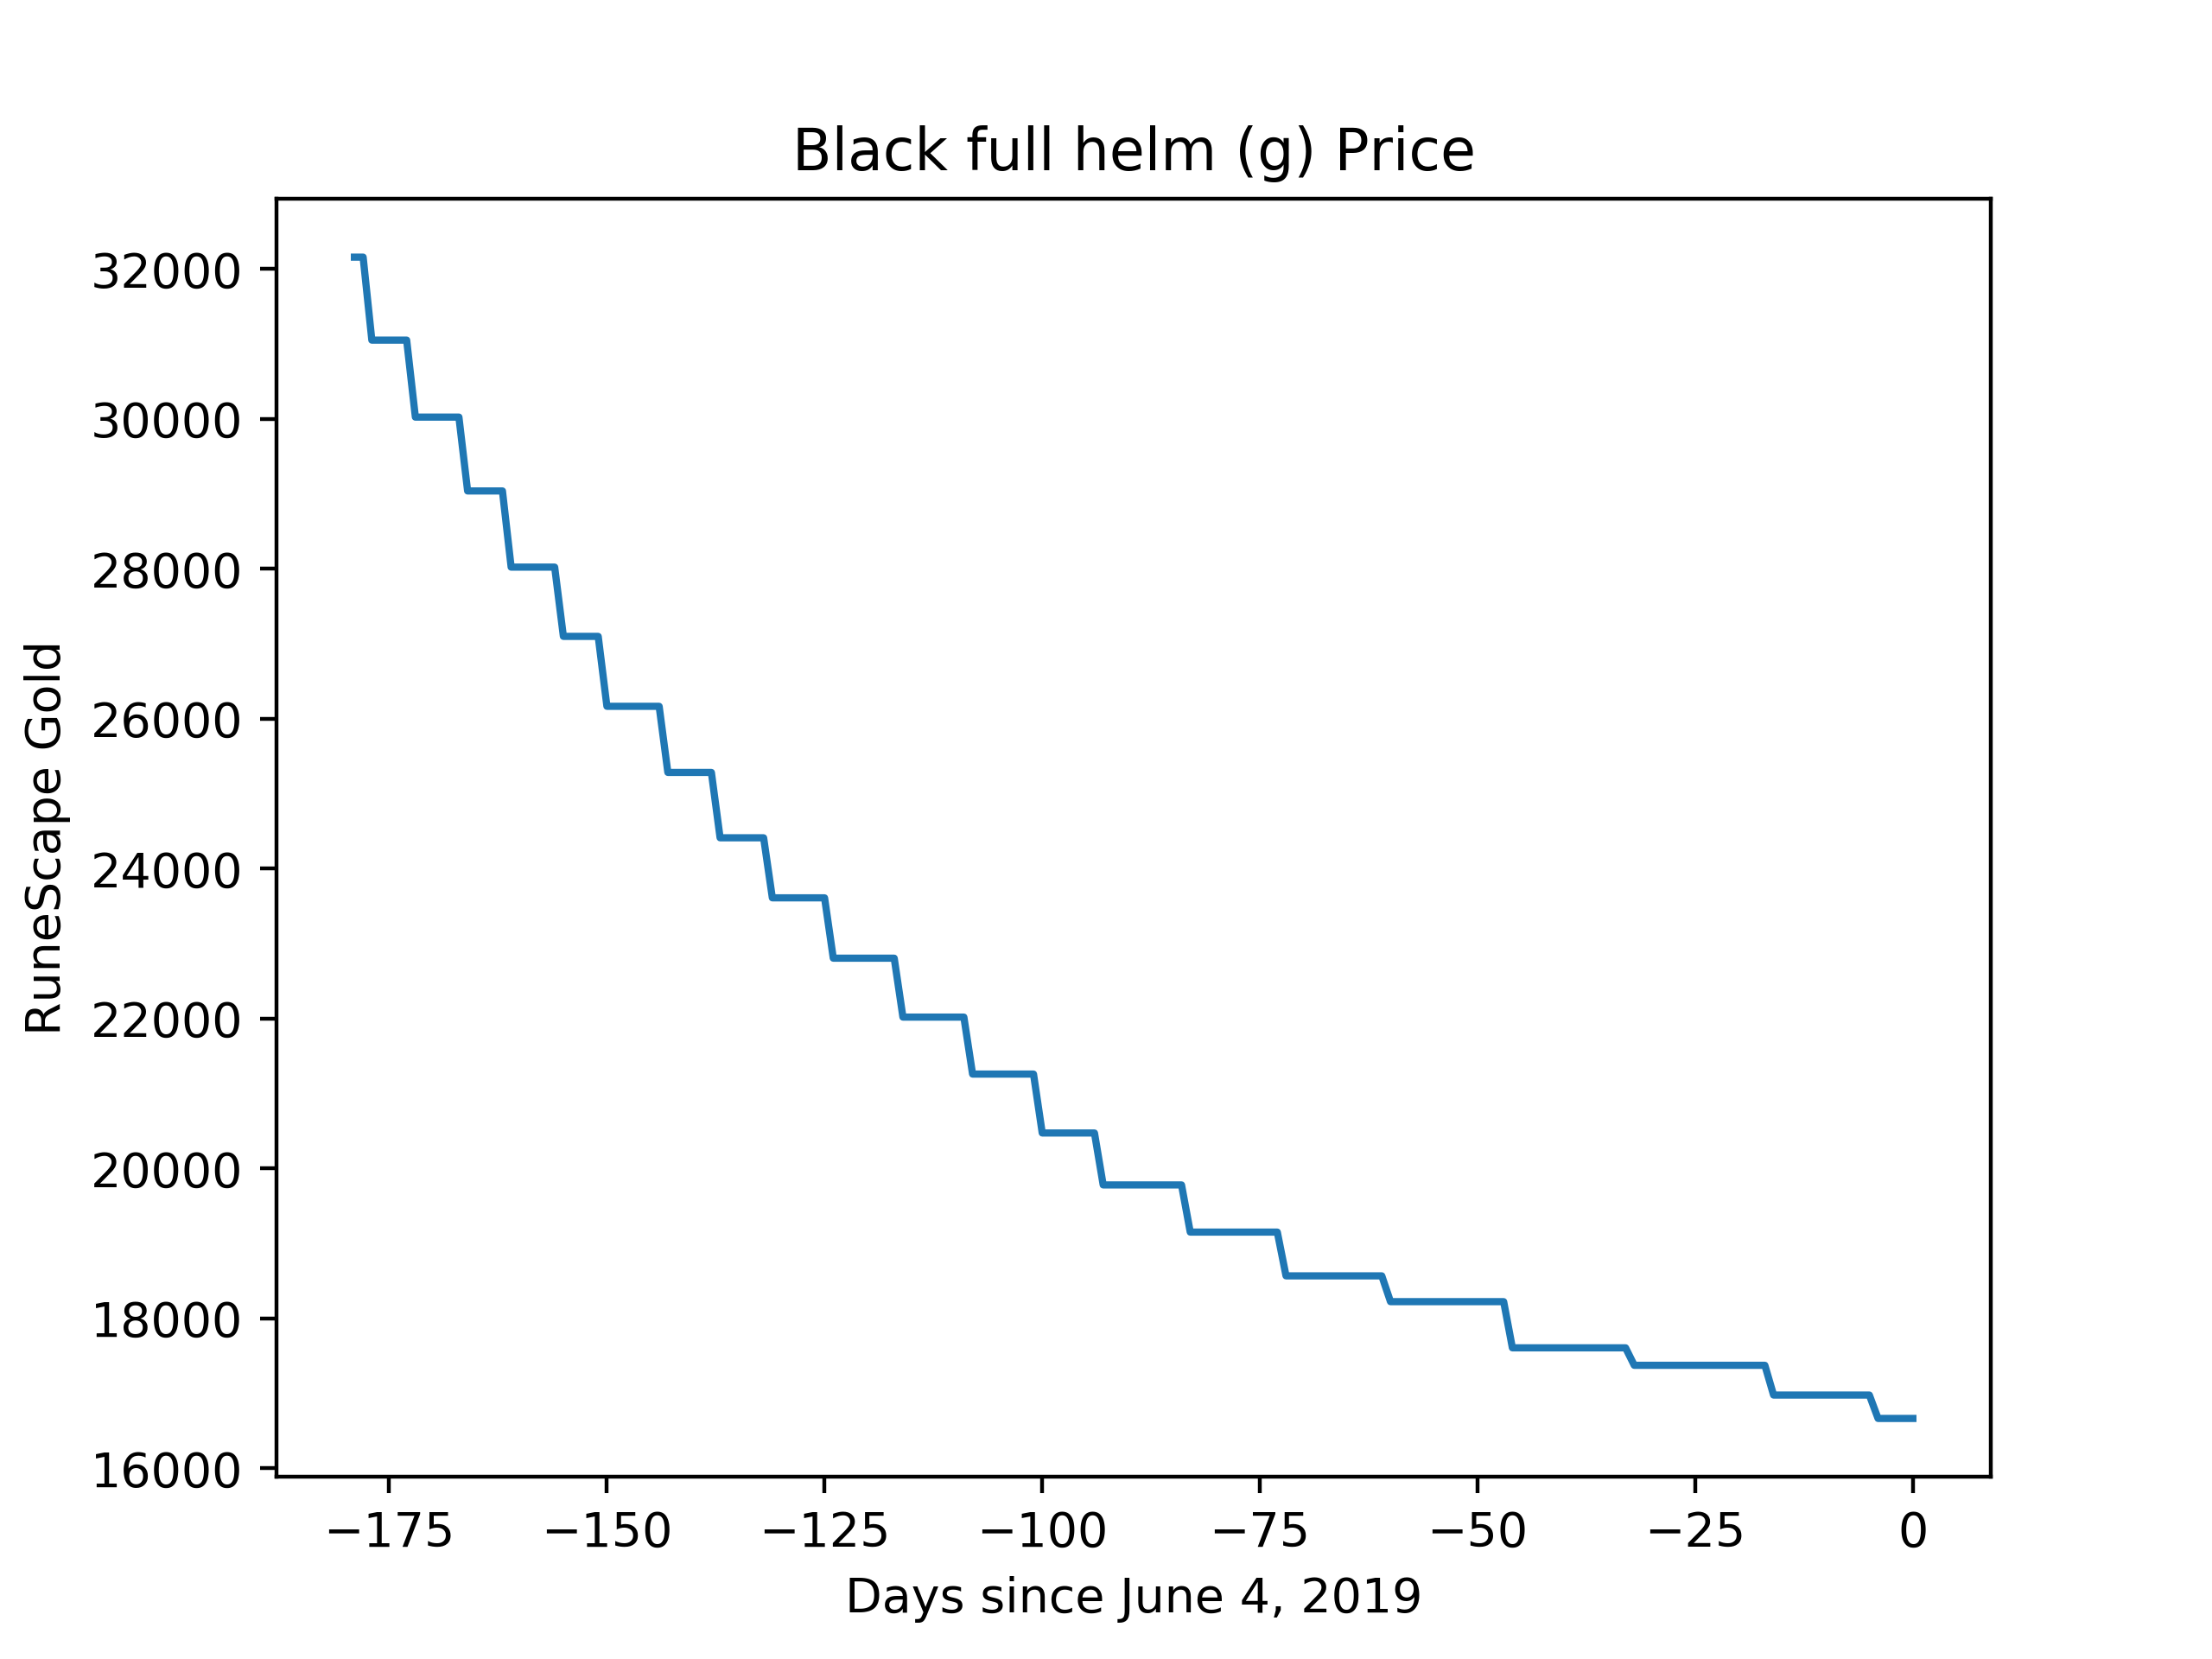 Black full helm (g) Price
RuneScape Gold
32000
30000
28000
26000
24000
22000
20000
18000
16000
−175 −150 −125 −100 −75 −50 −25 0
Days since June 4, 2019